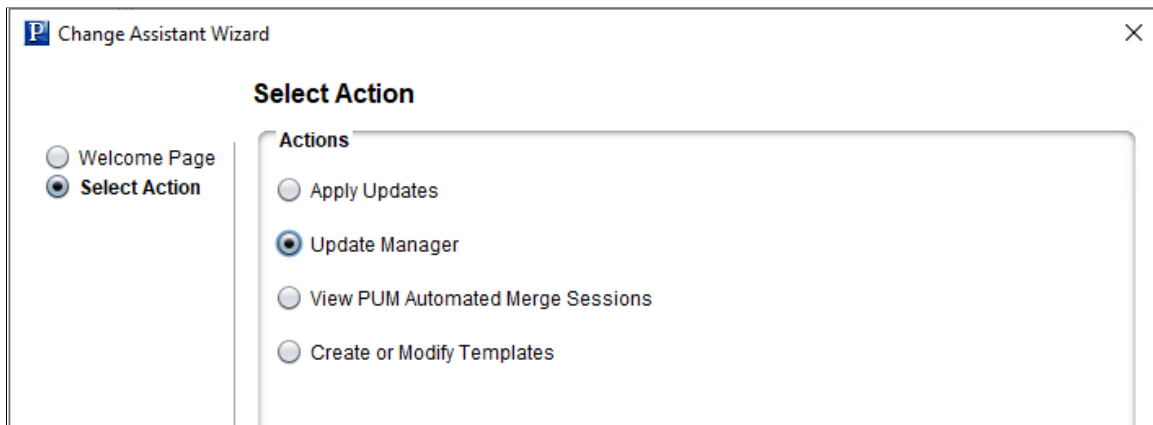 P Change Assistant Wizard
Select Action
Welcome Page
Select Action
Actions
Apply Updates
Update Manager
View PUM Automated Merge Sessions
Create or Modify Templates